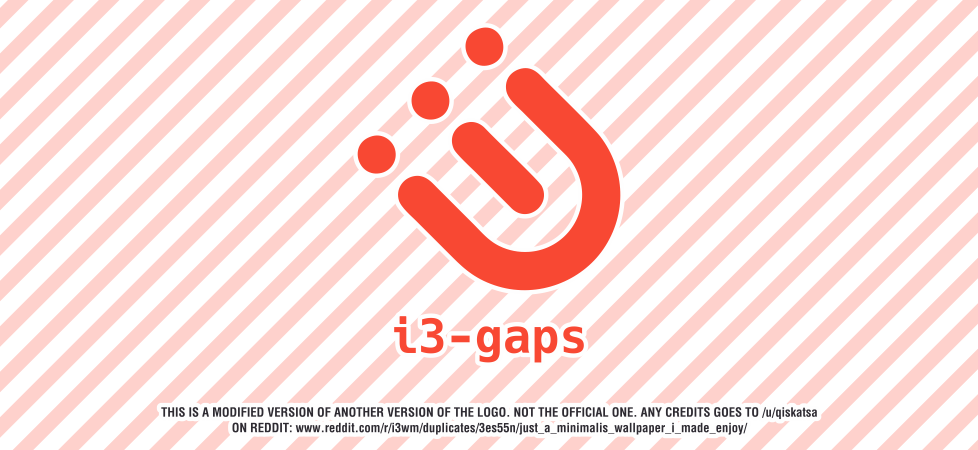 i3-gaps
THIS IS A MODIFIED VERSION OF ANOTHER VERSION OF THE LOGO. NOT THE OFFICIAL ONE. ANY CREDITS GOES TO /u/qiskatsa
ON REDDIT: www.reddit.com/r/i3wm/duplicates/3es55n/just_a_minimalis_wallpaper_i_made_enjoy/